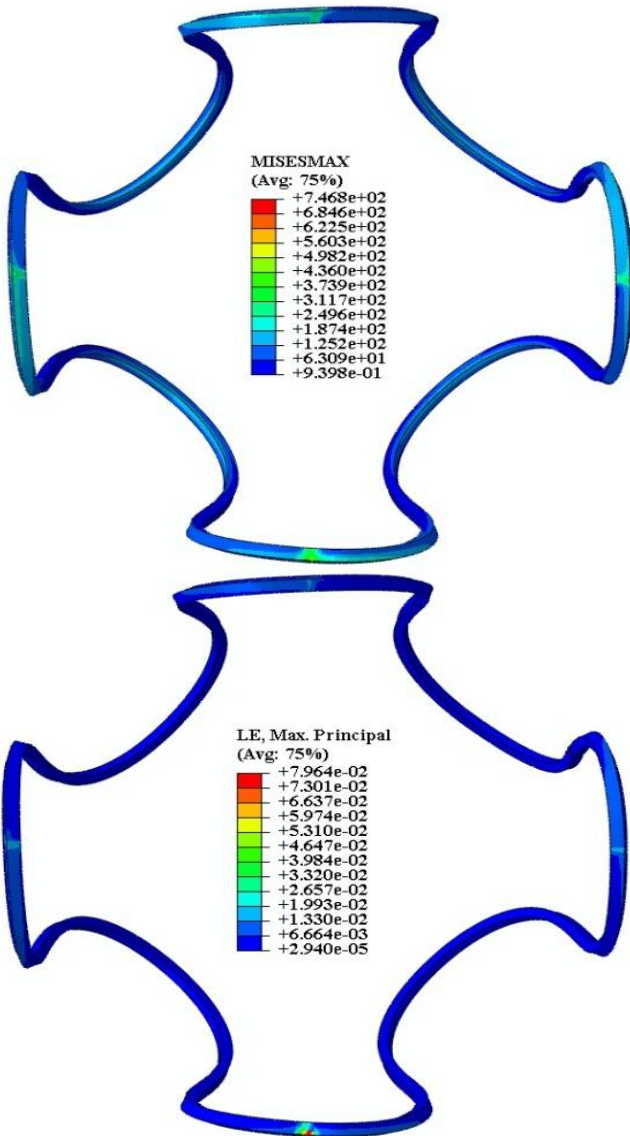 MISESMAX
(Avg: 75%)
+7.468e+02
+6.846e+02
+6.225e+02
+5.603e+02
+4.982e+02
+4.360e+02
+3.739e+02
+3.117e+02
+2.496e+02
+1.874e+02
+1.252e+02
+6.309e+01
+9.398e-01
LE, Max. Principal
(Avg: 75%)
+7.964e-02
+7.301e-02
+6.637e-02
+5.974e-02
+5.310e-02
+4.647e-02
+3.984e-02
+3.320e-02
+2.657e-02
+1.993e-02
+1.330e-02
+6.664e-03
+2.940e-05